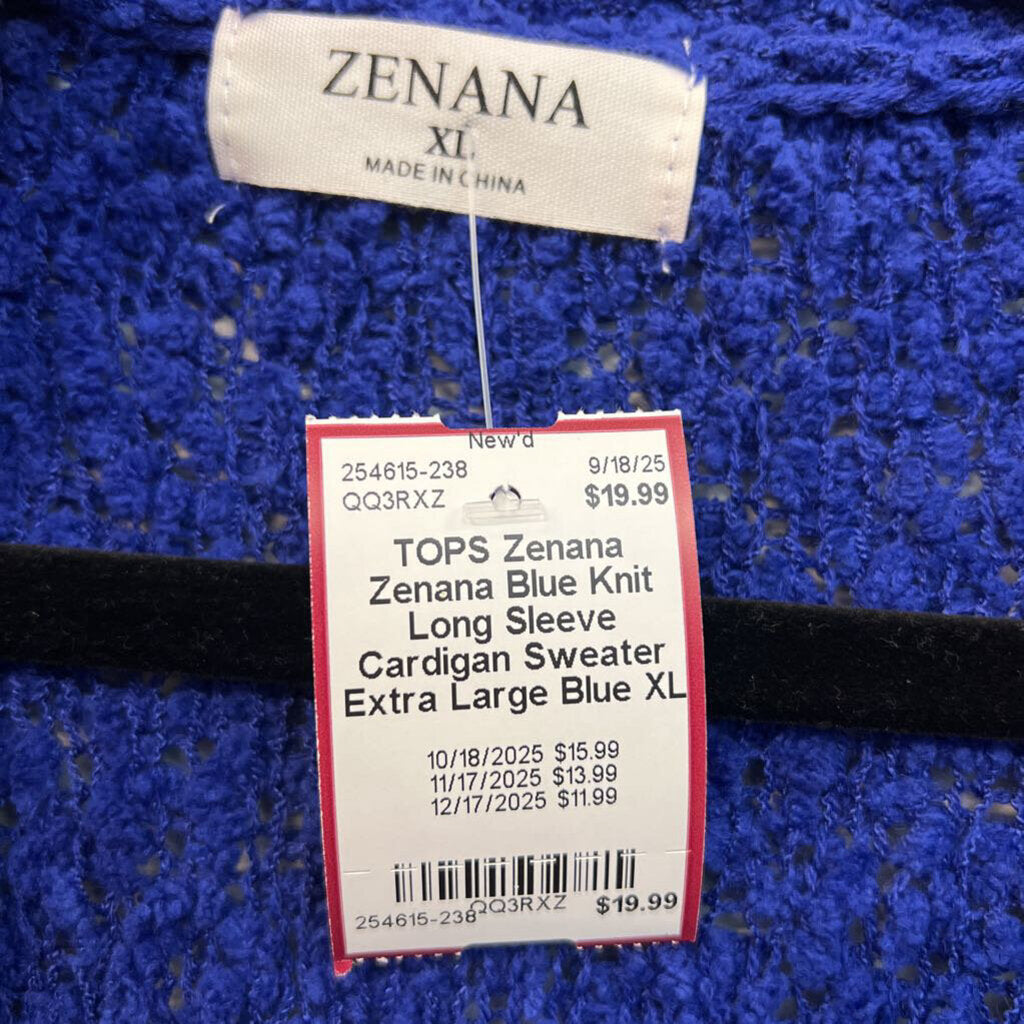 ZENANA
XL
MADE IN CHINA
New'd
254615-238 9/18/25
QQ3RXZ $19.99
TOPS Zenana
Zenana Blue Knit
Long Sleeve
Cardigan Sweater
Extra Large Blue XL
10/18/2025 $15.99
11/17/2025 $13.99
12/17/2025 $11.99
254615-238 QQ3RXZ $19.99